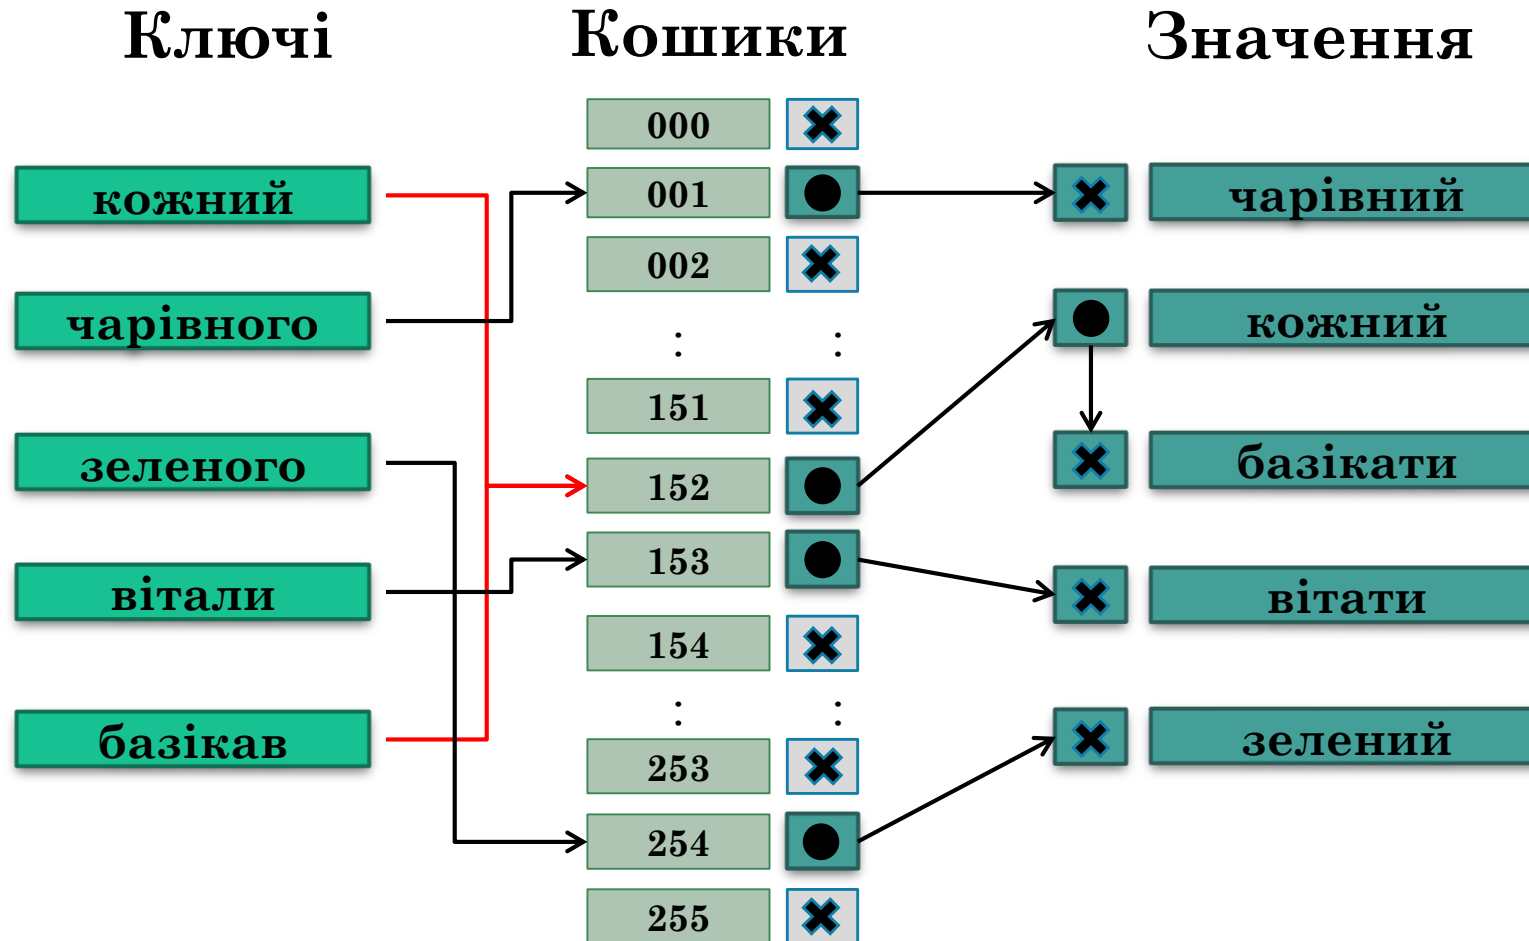 Ключі
Кошики
Значення
кожний
чарівного
зеленого
вітали
базікав
000
001
002
:
:
151
152
153
154
:
:
253
254
255
чарівний
кожний
базікати
вітати
зелений